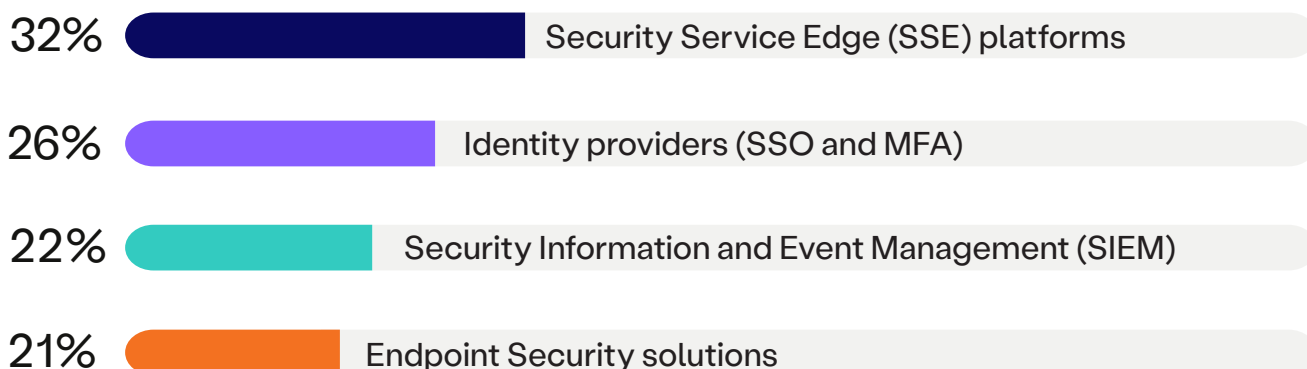 32% Security Service Edge (SSE) platforms
26% Identity providers (SSO and MFA)
22% Security Information and Event Management (SIEM)
21% Endpoint Security solutions